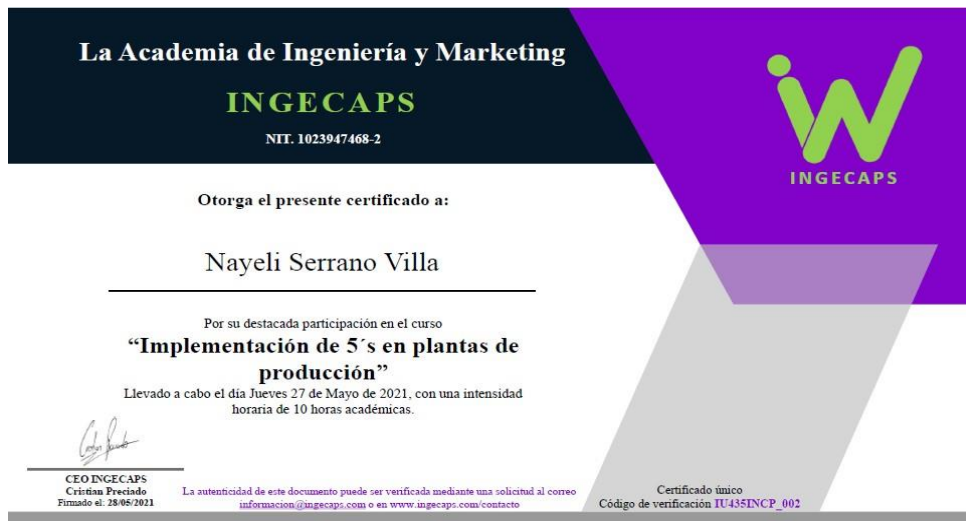 La Academia de Ingeniería y Marketing
INGECAPS
NIT. 1023947468-2
INGECAPS
Otorga el presente certificado a:
Nayeli Serrano Villa
Por su destacada participación en el curso
“Implementación de 5´s en plantas de
producción”
Llevado a cabo el día Jueves 27 de Mayo de 2021, con una intensidad
horaria de 10 horas académicas.
CEO INGECAPS
Cristian Preciado
Firmado el: 28/05/2021
La autenticidad de este documento puede ser verificada mediante una solicitud al correo
informacion@ingecaps.com o en www.ingecaps.com/contacto
Certificado único
Código de verificación IU435INCP_002